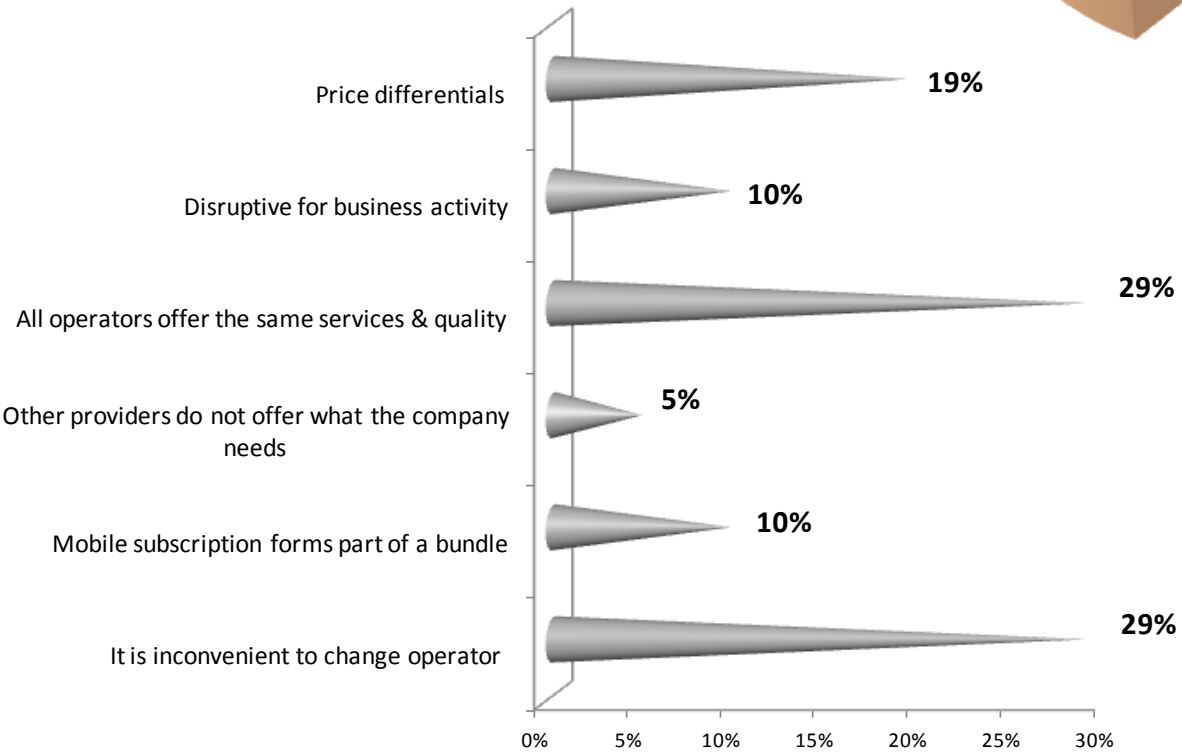 Price differentials
19%
Disruptive for business activity
10%
All operators offer the same services & quality
29%
Other providers do not offer what the company
needs
5%
Mobile subscription forms part of a bundle
10%
It is inconvenient to change operator
29%
0% 5% 10% 15% 20% 25% 30%